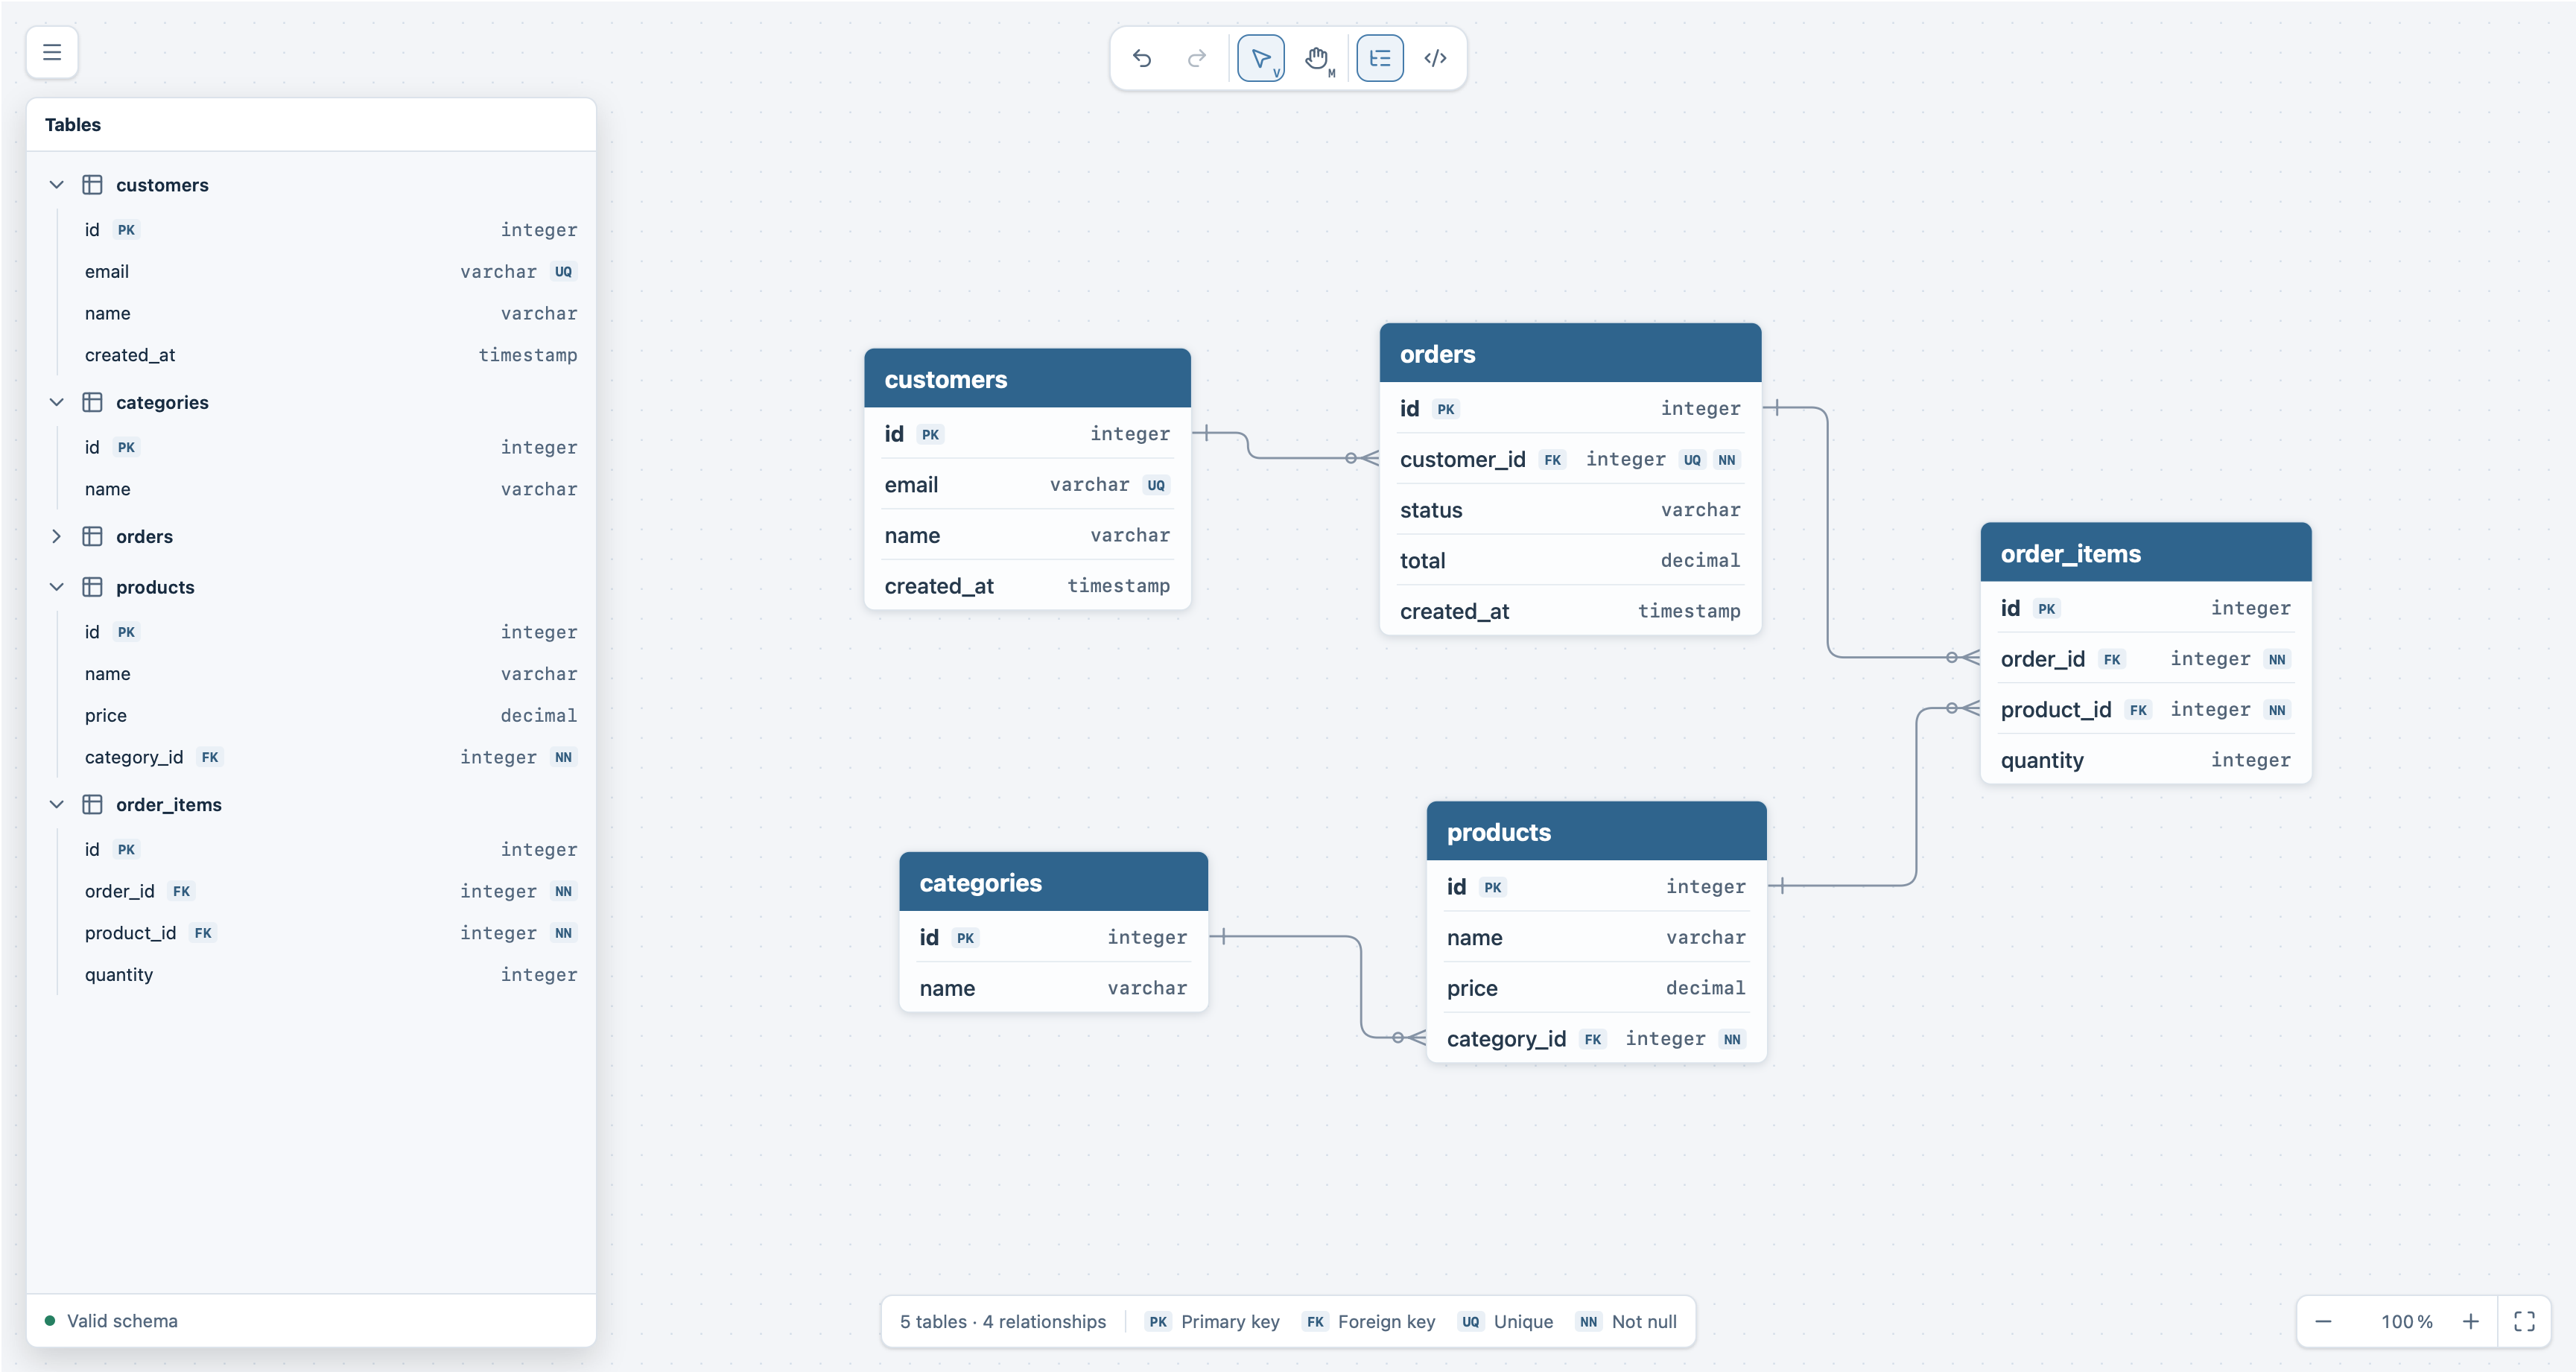 V
M
Tables
customers
id PK integer
email varchar UQ
name varchar
created_at timestamp
categories
id PK integer
name varchar
orders
products
id PK integer
name varchar
price decimal
category_id FK integer NN
order_items
id PK integer
order_id FK integer NN
product_id FK integer NN
quantity integer
Valid schema
customers
id PK integer
email varchar UQ
name varchar
created_at timestamp
orders
id PK integer
customer_id FK integer UQ NN
status varchar
total decimal
created_at timestamp
order_items
id PK integer
order_id FK integer NN
product_id FK integer NN
quantity integer
categories
id PK integer
name varchar
products
id PK integer
name varchar
price decimal
category_id FK integer NN
5 tables · 4 relationships PK Primary key FK Foreign key UQ Unique NN Not null
100%